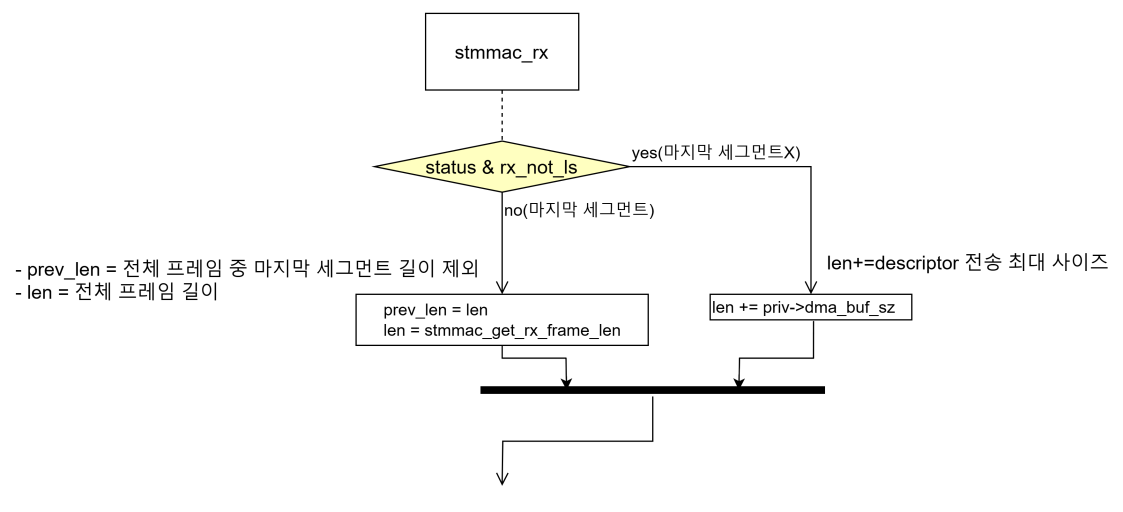 stmmac_rx
status & rx_not_ls
yes(마지막 세그먼트X)
no(마지막 세그먼트)
- prev_len = 전체 프레임 중 마지막 세그먼트 길이 제외
- len = 전체 프레임 길이
len+=descriptor 전송 최대 사이즈
prev_len = len
len = stmmac_get_rx_frame_len
len += priv->dma_buf_sz